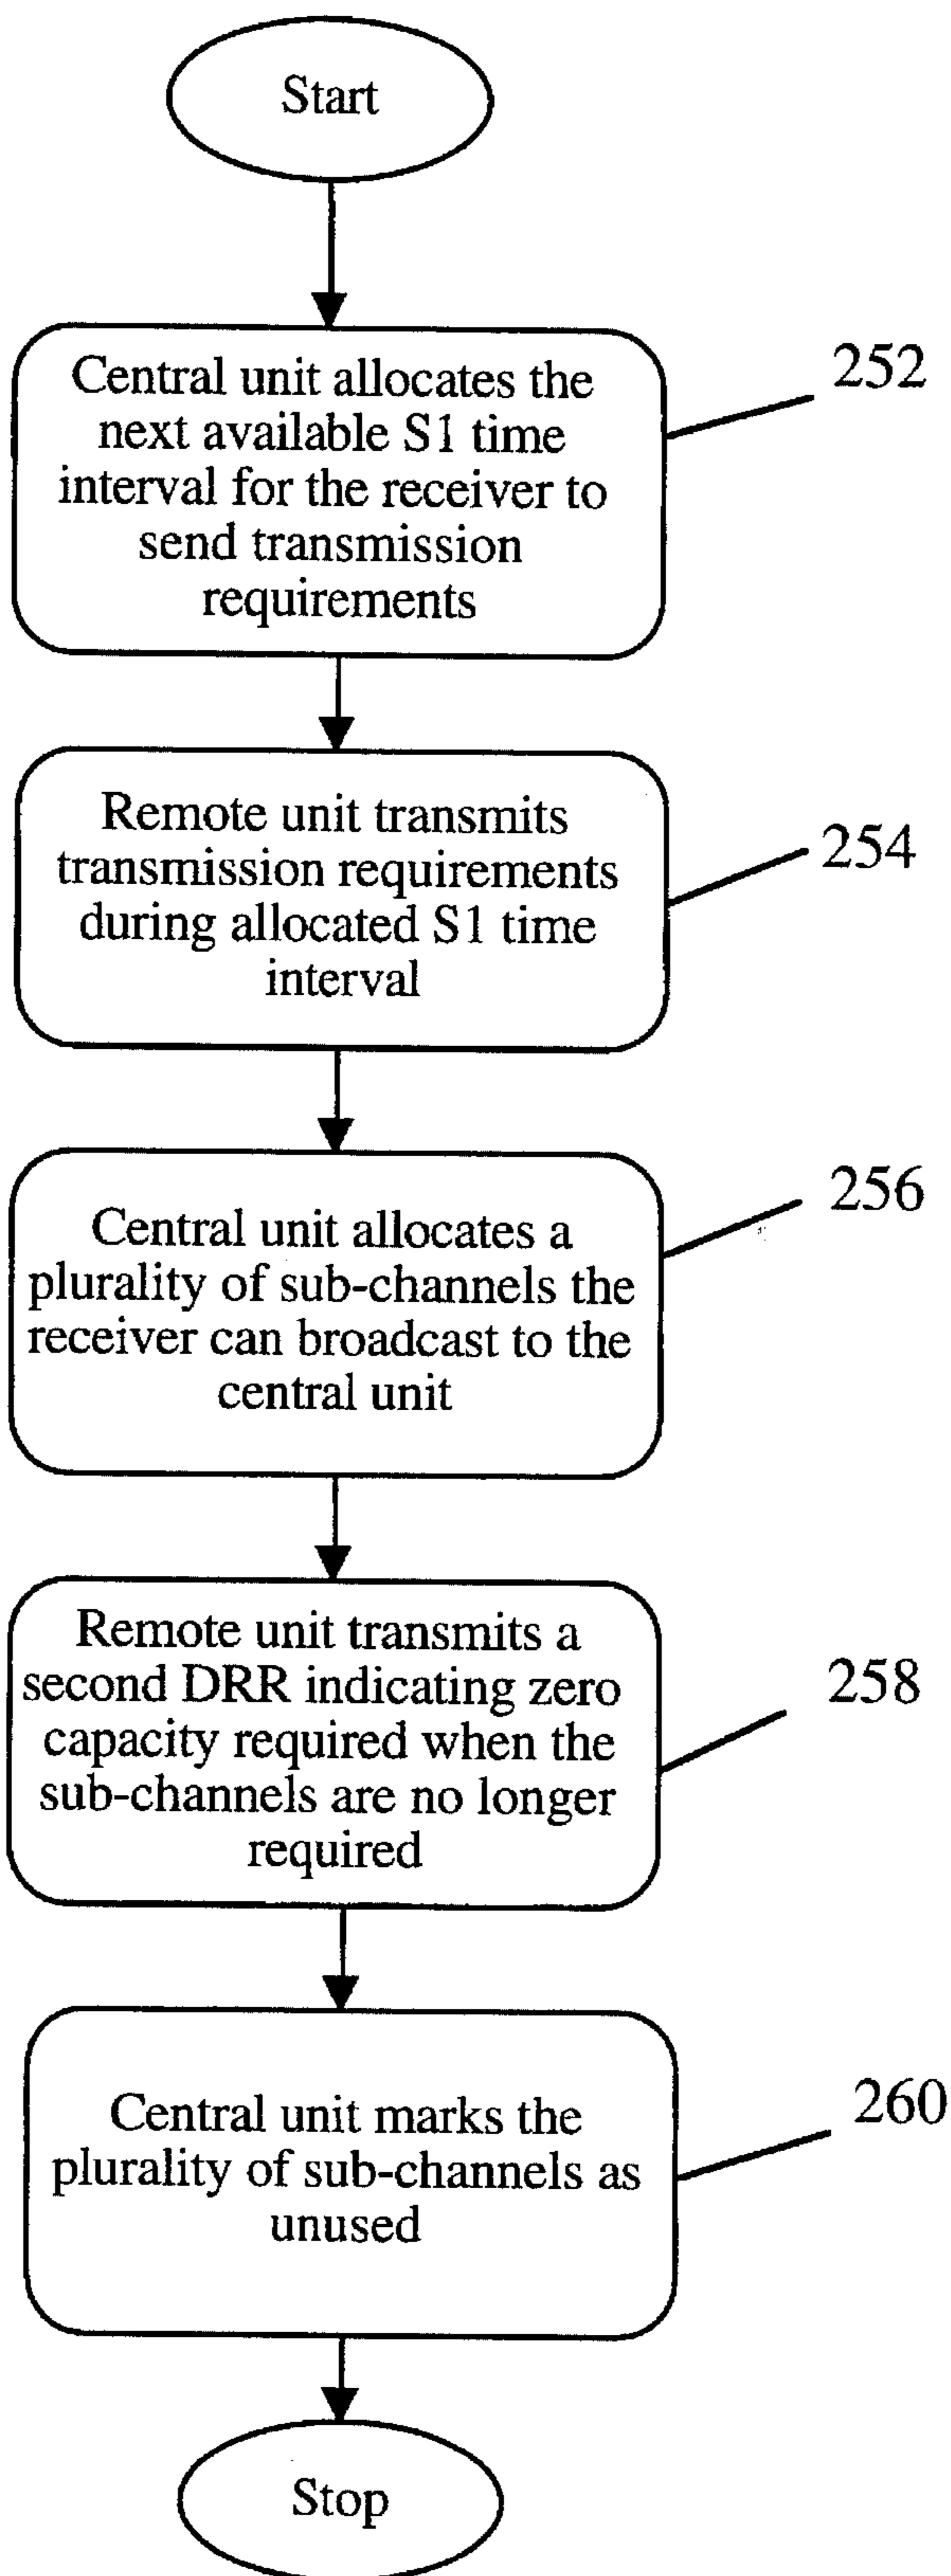 Start
Central unit allocates the
next available S1 time
interval for the receiver to
send transmission
requirements
252
Remote unit transmits
transmission requirements
during allocated S1 time
interval
254
Central unit allocates a
plurality of sub-channels the
receiver can broadcast to the
central unit
256
Remote unit transmits a
second DRR indicating zero
capacity required when the
sub-channels are no longer
required
258
Central unit marks the
plurality of sub-channels as
unused
260
Stop